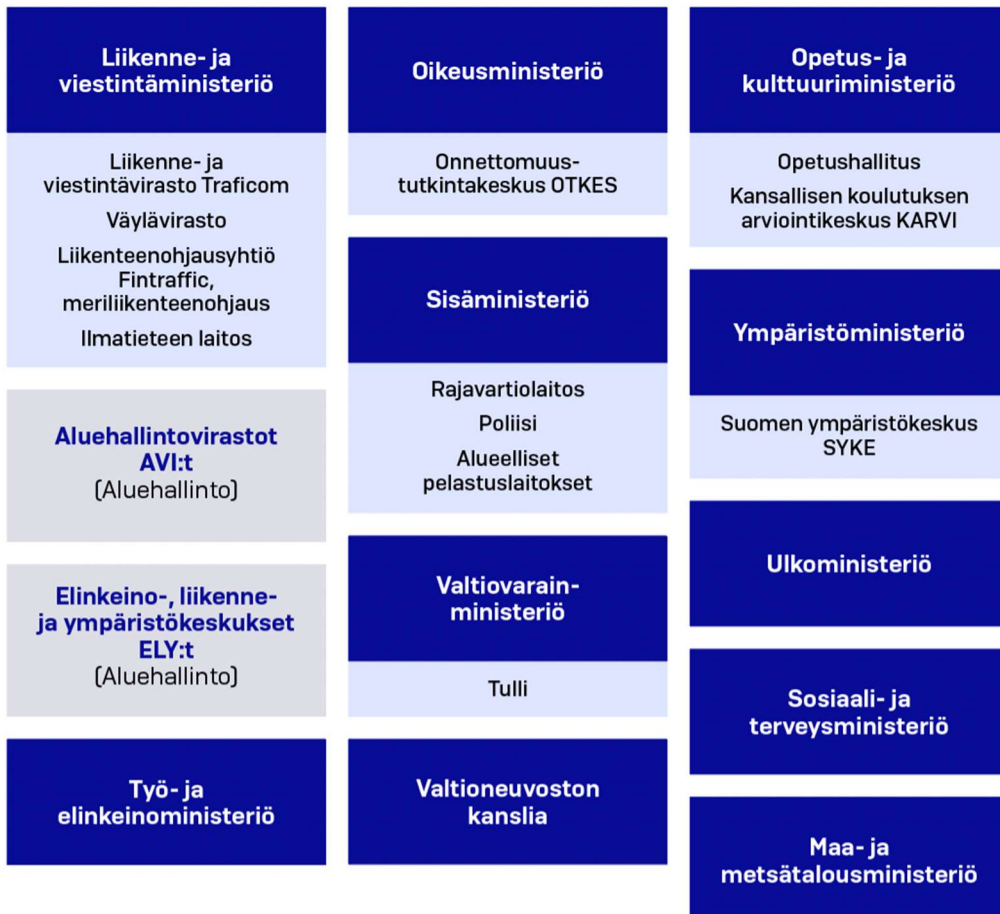 Liikenne- ja
viestintäministeriö
Liikenne- ja
viestintävirasto Traficom
Väylävirasto
Liikenteenohjausyhtiö
Fintraffic,
meriliikenteenohjaus
Ilmatieteen laitos
Aluehallintovirastot
AVI:t
(Aluehallinto)
Elinkeino-, liikenne-
ja ympäristökeskukset
ELY:t
(Aluehallinto)
Työ- ja
elinkeinoministeriö
Oikeusministeriö
Onnettomuus-
tutkintakeskus OTKES
Sisäministeriö
Rajavartiolaitos
Poliisi
Alueelliset
pelastuslaitokset
Valtiovarain-
ministeriö
Tulli
Valtioneuvoston
kanslia
Opetus- ja
kulttuuriministeriö
Opetushallitus
Kansallisen koulutuksen
arviointikeskus KARVI
Ympäristöministeriö
Suomen ympäristökeskus
SYKE
Ulkoministeriö
Sosiaali- ja
terveysministeriö
Maa- ja
metsätalousministeriö